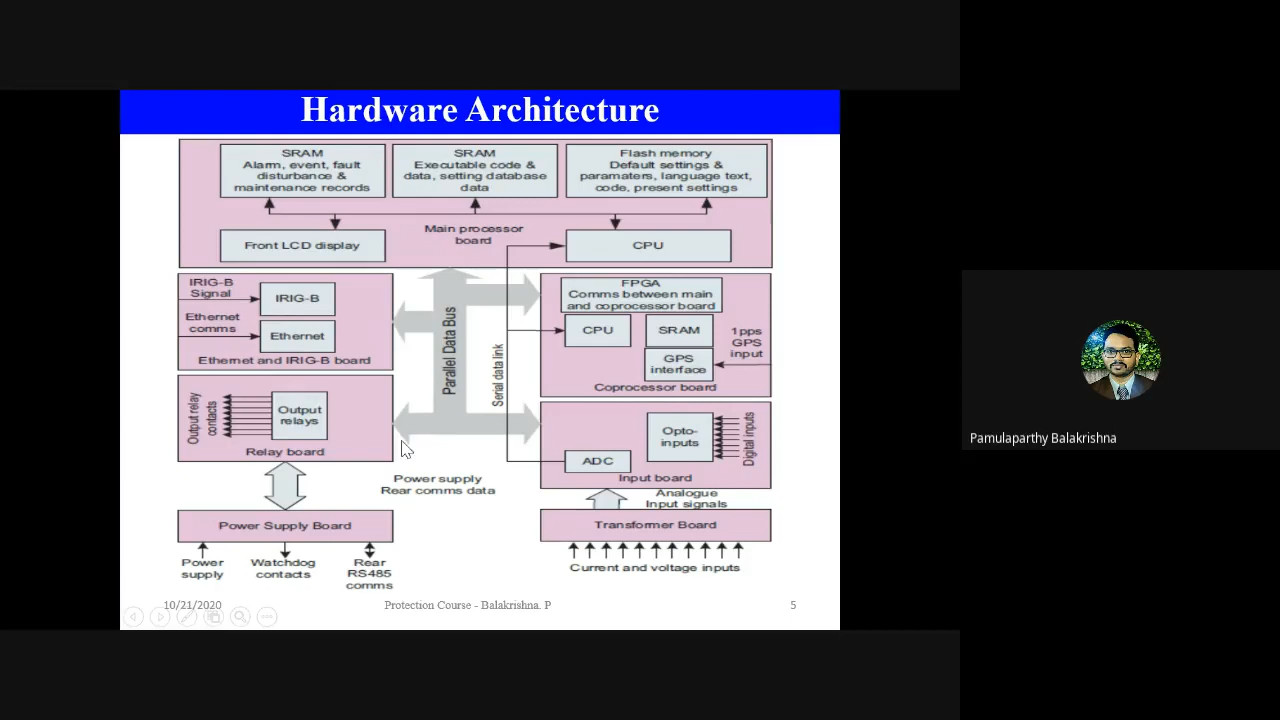 Hardware Architecture
SRAM
Alarm, event, fault
disturbance &
maintenance records
SRAM
Executable code &
data, setting database
data
Flash memory
Default settings &
paramaters, language text,
code, present settings
Main processor
board
Front LCD display
CPU
IRIG-B
Signal
IRIG-B
Ethernet
comms
Ethernet
Ethernet and IRIG-B board
Parallel Data Bus
Serial data link
FPGA
Comms between main
and coprocessor board
CPU
SRAM
1pps
GPS
input
GPS
interface
Coprocessor board
Output relay
contacts
Output
relays
Relay board
Opto-
inputs
Digital inputs
ADC
Input board
Power supply
Rear comms data
Analogue
Input signals
Power Supply Board
Transformer Board
Power
supply
Watchdog
contacts
Rear
RS485
comms
Current and voltage inputs
10/21/2020
Protection Course - Balakrishna. P
5
Pamulaparthy Balakrishna